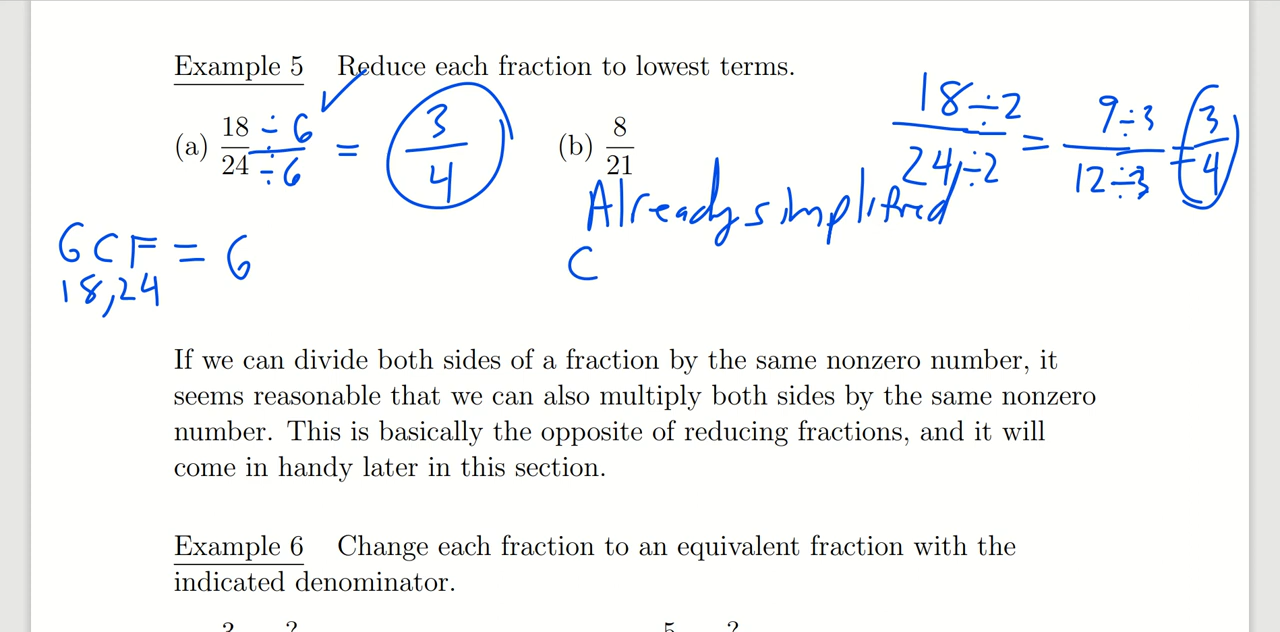 Example 5 Reduce each fraction to lowest terms.
(a) 18/24 ÷ 6/÷ 6 = 3/4
(b) 8/21
18 ÷ 2/24 ÷ 2 = 9 ÷ 3/12 ÷ 3 = 3/4
Already simplified
GCF = 6
18, 24
C
If we can divide both sides of a fraction by the same nonzero number, it
seems reasonable that we can also multiply both sides by the same nonzero
number. This is basically the opposite of reducing fractions, and it will
come in handy later in this section.
Example 6 Change each fraction to an equivalent fraction with the
indicated denominator.